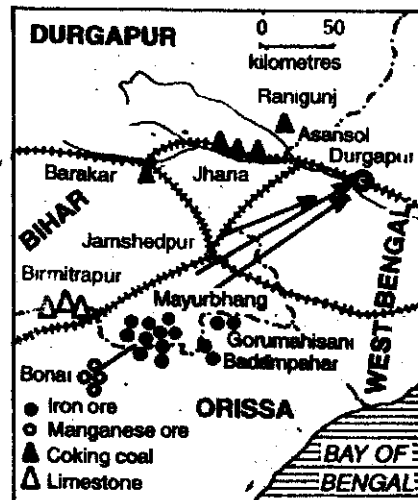 DURGAPUR
0 50
kilometres
Ranigunj
Asansol
Durgapur
Barakar
Jharia
BIHAR
Jamshedpur
Birmitrapur
Mayurbhang
WEST BENGAL
Gorumahisani
Badampahar
Bonai
Iron ore
Manganese ore
ORISSA
Coking coal
Limestone
BAY OF
BENGAL